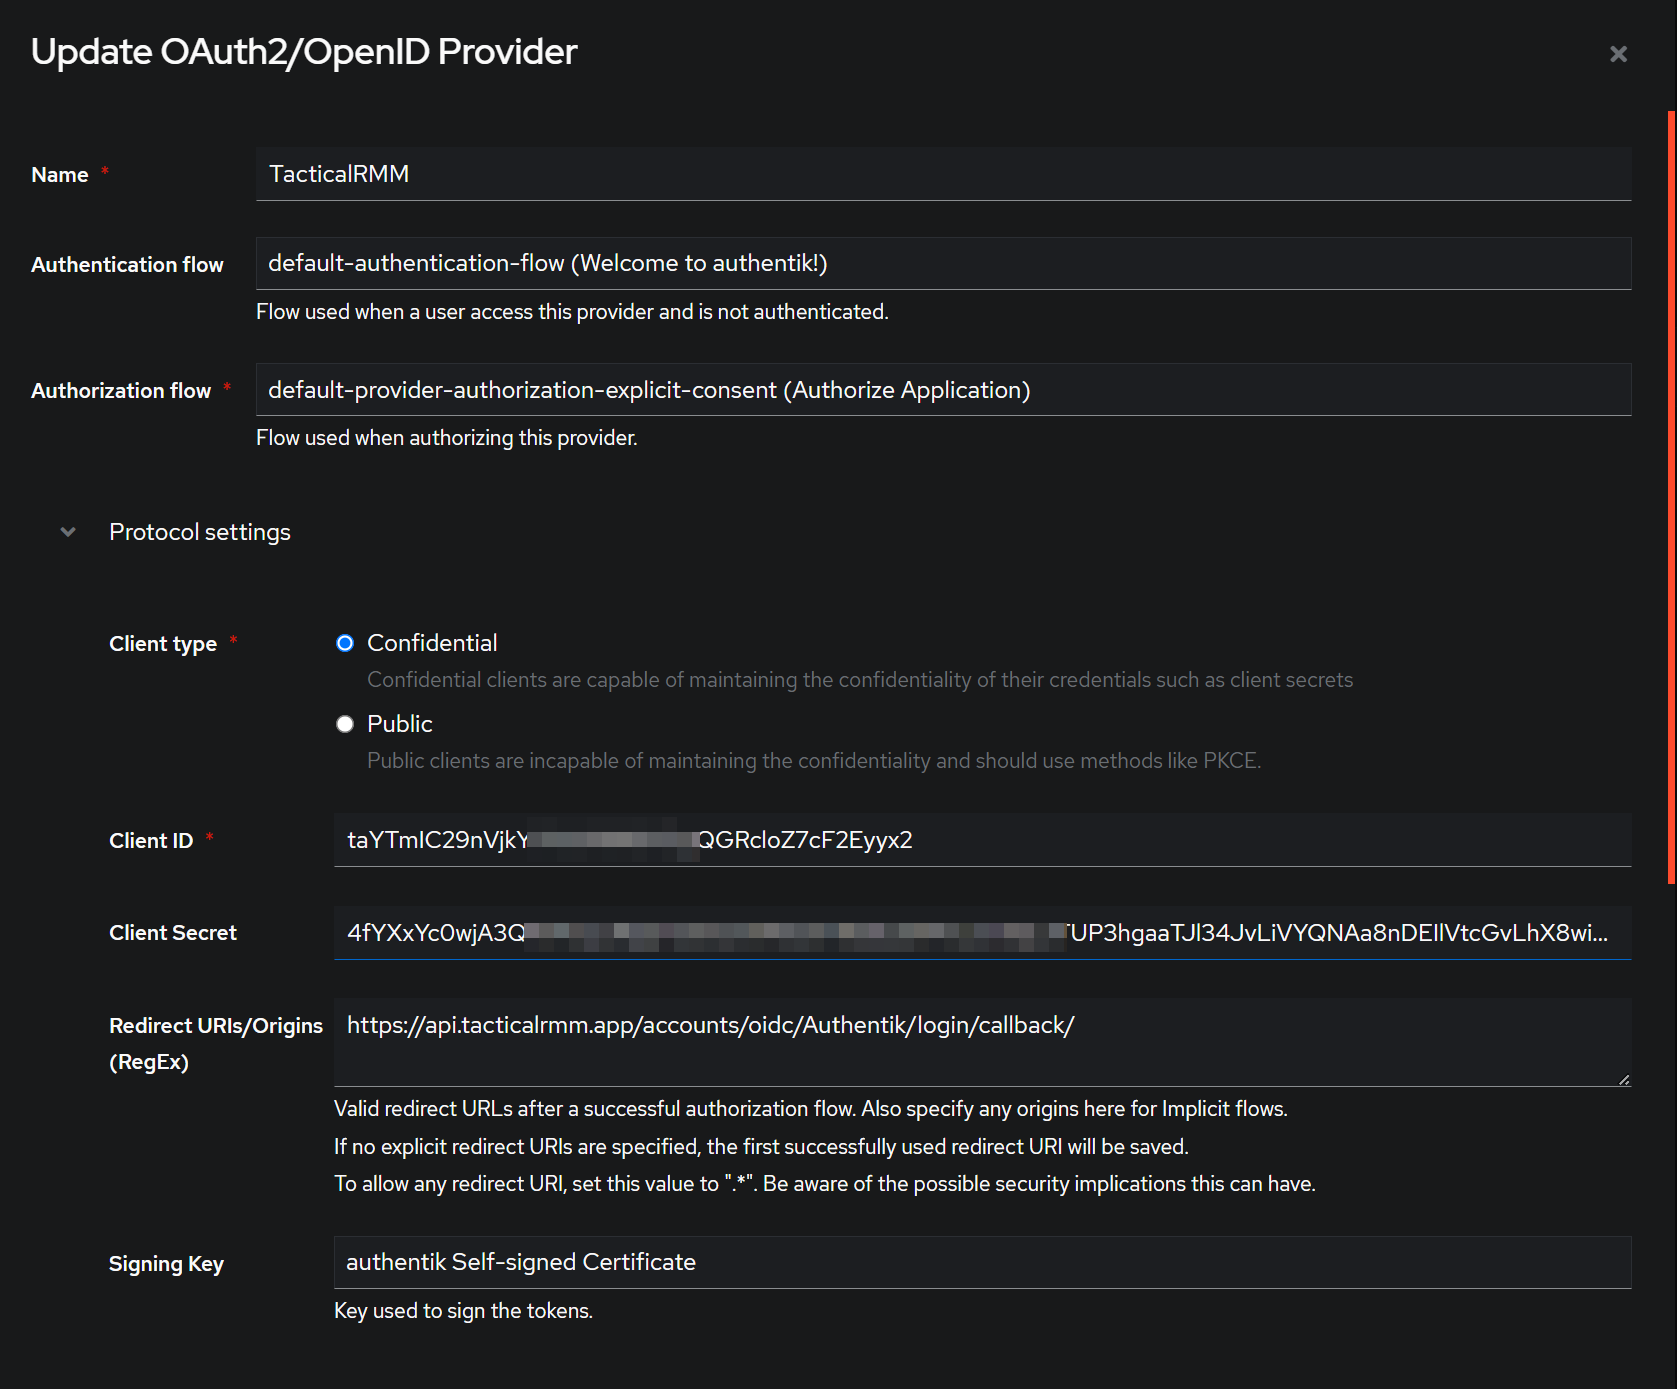 Update OAuth2/OpenID Provider
Name *
TacticalRMM
Authentication flow
default-authentication-flow (Welcome to authentik!)
Flow used when a user access this provider and is not authenticated.
Authorization flow *
default-provider-authorization-explicit-consent (Authorize Application)
Flow used when authorizing this provider.
Protocol settings
Client type *
Confidential
Confidential clients are capable of maintaining the confidentiality of their credentials such as client secrets
Public
Public clients are incapable of maintaining the confidentiality and should use methods like PKCE.
Client ID *
Client Secret
Redirect URIs/Origins
(RegEx)
https://api.tacticalrmm.app/accounts/oidc/Authentik/login/callback/
Valid redirect URLs after a successful authorization flow. Also specify any origins here for Implicit flows.
If no explicit redirect URIs are specified, the first successfully used redirect URI will be saved.
To allow any redirect URI, set this value to ".*". Be aware of the possible security implications this can have.
Signing Key
authentik Self-signed Certificate
Key used to sign the tokens.